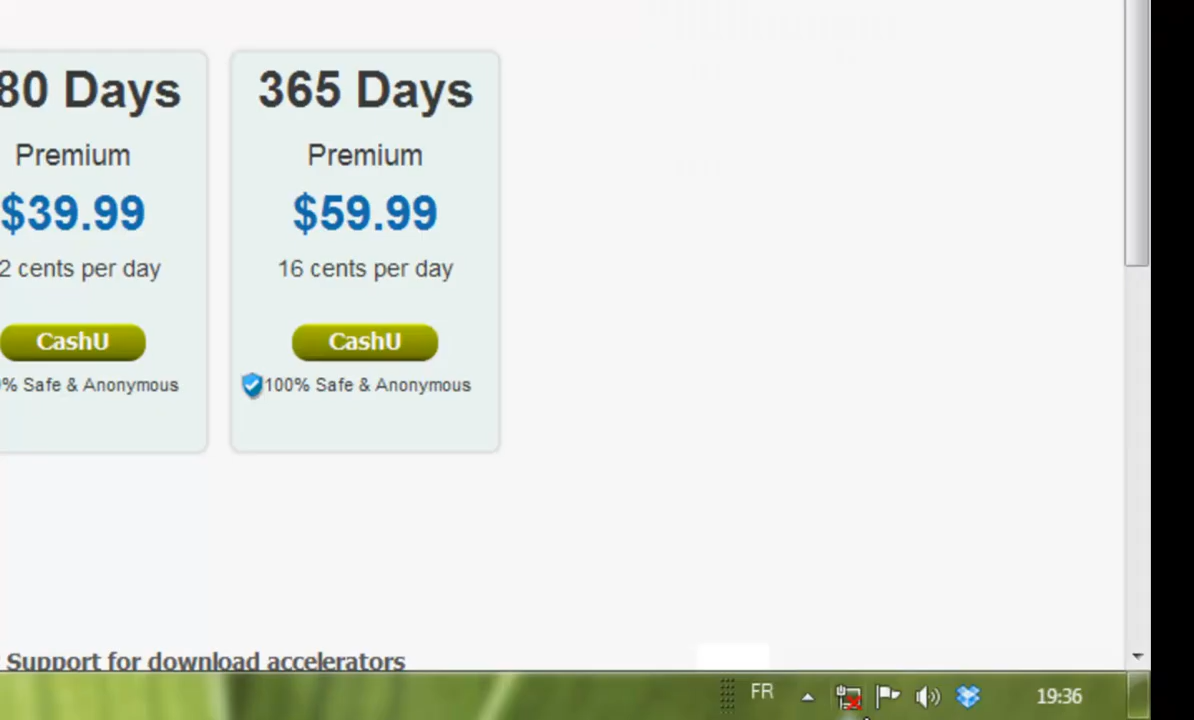 80 Days
Premium
$39.99
2 cents per day
CashU
% Safe & Anonymous
365 Days
Premium
$59.99
16 cents per day
CashU
100% Safe & Anonymous
Support for download accelerators
FR
19:36